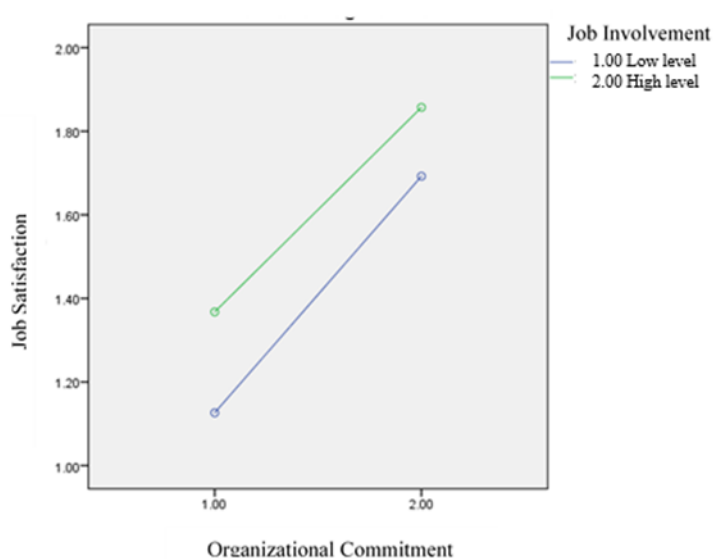 Job Involvement
1.00 Low level
2.00 High level
2.00
1.80
1.60
1.40
1.20
1.00
Job Satisfaction
1.00 2.00
Organizational Commitment